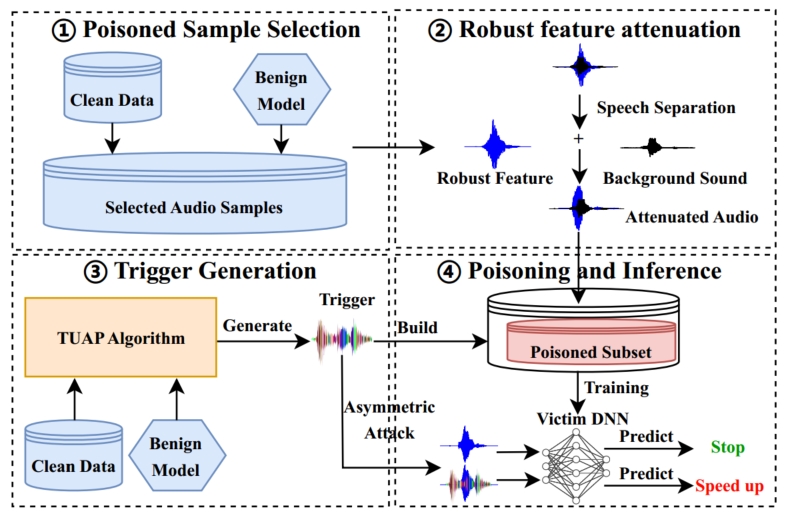 ① Poisoned Sample Selection
Clean Data
Benign
Model
Selected Audio Samples
② Robust feature attenuation
Speech Separation
+
Robust Feature
Background Sound
Attenuated Audio
③ Trigger Generation
TUAP Algorithm
Generate
Trigger
Build
Clean Data
Benign
Model
Asymmetric
Attack
④ Poisoning and Inference
Poisoned Subset
Training
Victim DNN
Predict
Stop
Predict
Speed up